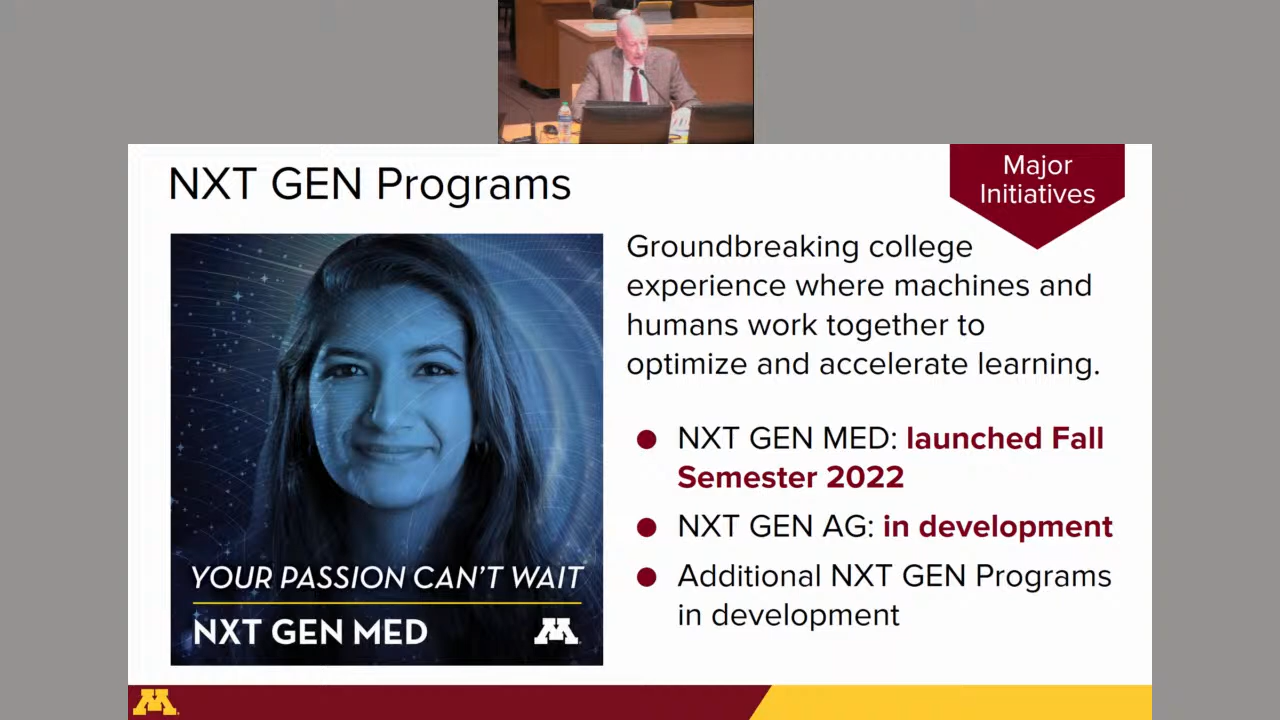 NXT GEN Programs
Major
Initiatives
Groundbreaking college
experience where machines and
humans work together to
optimize and accelerate learning.
● NXT GEN MED: launched Fall
Semester 2022
● NXT GEN AG: in development
● Additional NXT GEN Programs
in development
YOUR PASSION CAN'T WAIT
NXT GEN MED
M
M